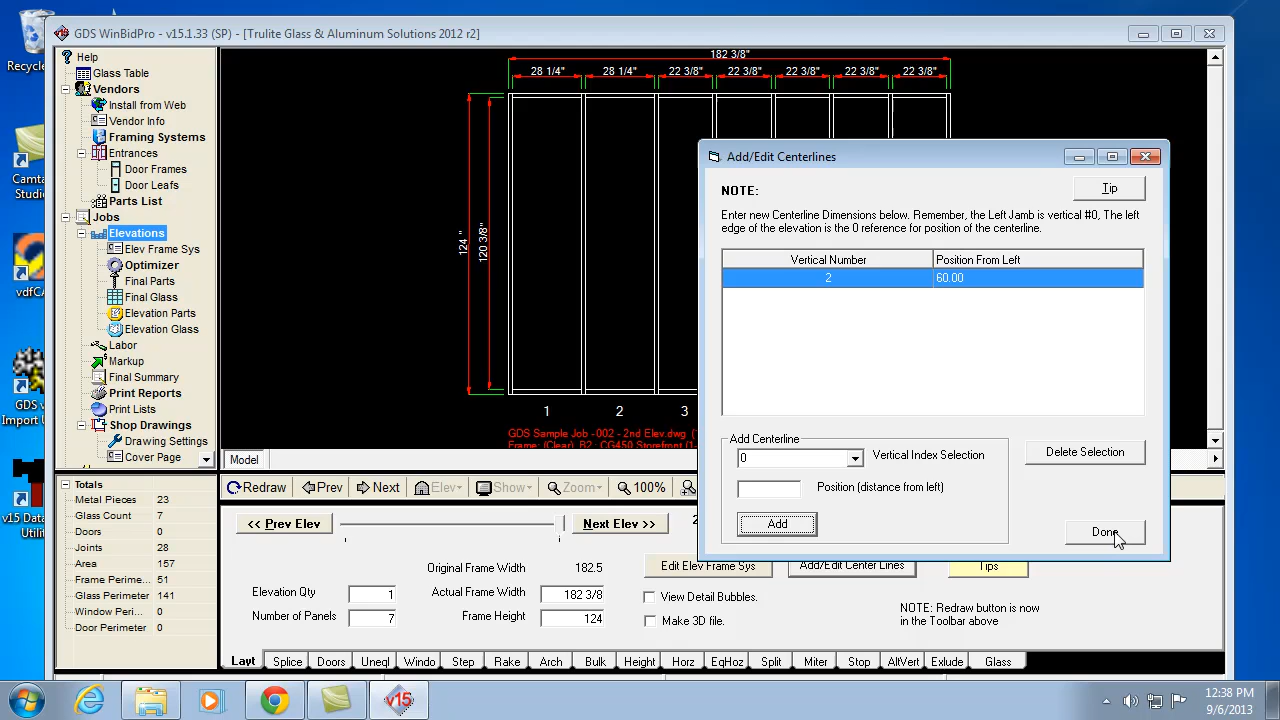 Recycle
Camta
Studio
vdfCA
GDS v
Import U
v15 Data
Utilit
GDS WinBidPro - v15.1.33 (SP) - [Trulite Glass & Aluminum Solutions 2012 r2]
Help
Glass Table
Vendors
Install from Web
Vendor Info
Framing Systems
Entrances
Door Frames
Door Leafs
Parts List
Jobs
Elevations
Elev Frame Sys
Optimizer
Final Parts
Final Glass
Elevation Parts
Elevation Glass
Labor
Markup
Final Summary
Print Reports
Print Lists
Shop Drawings
Drawing Settings
Cover Page
Totals
Metal Pieces 23
Glass Count 7
Doors 0
Joints 28
Area 157
Frame Perime... 51
Glass Perimeter 141
Window Peri... 0
Door Perimeter 0
182 3/8"
28 1/4" 28 1/4" 22 3/8" 22 3/8" 22 3/8" 22 3/8" 22 3/8"
124 "
120 3/8"
1 2 3
GDS Sample Job - 002 - 2nd Elev.dwg
Frame: (Clear), B2 : CG450 Storefront (1-
Model
Add/Edit Centerlines
NOTE:
Tip
Enter new Centerline Dimensions below. Remember, the Left Jamb is vertical #0, The left
edge of the elevations is the 0 reference for position of the centerline.
Vertical Number Position From Left
2 60.00
Add Centerline
0 Vertical Index Selection
Position (distance from left)
Add
Delete Selection
Done
Redraw Prev Next Elev Show Zoom 100%
<< Prev Elev Next Elev >> 2
Original Frame Width 182.5
Elevation Qty 1 Actual Frame Width 182 3/8
Number of Panels 7 Frame Height 124
Edit Elev Frame Sys Add/Edit Center Lines Tips
View Detail Bubbles.
Make 3D file.
NOTE: Redraw button is now
in the Toolbar above
Layt Splice Doors Uneql Windo Step Rake Arch Bulk Height Horz EqHoz Split Miter Stop AltVert Exlude Glass
v15
12:38 PM
9/6/2013